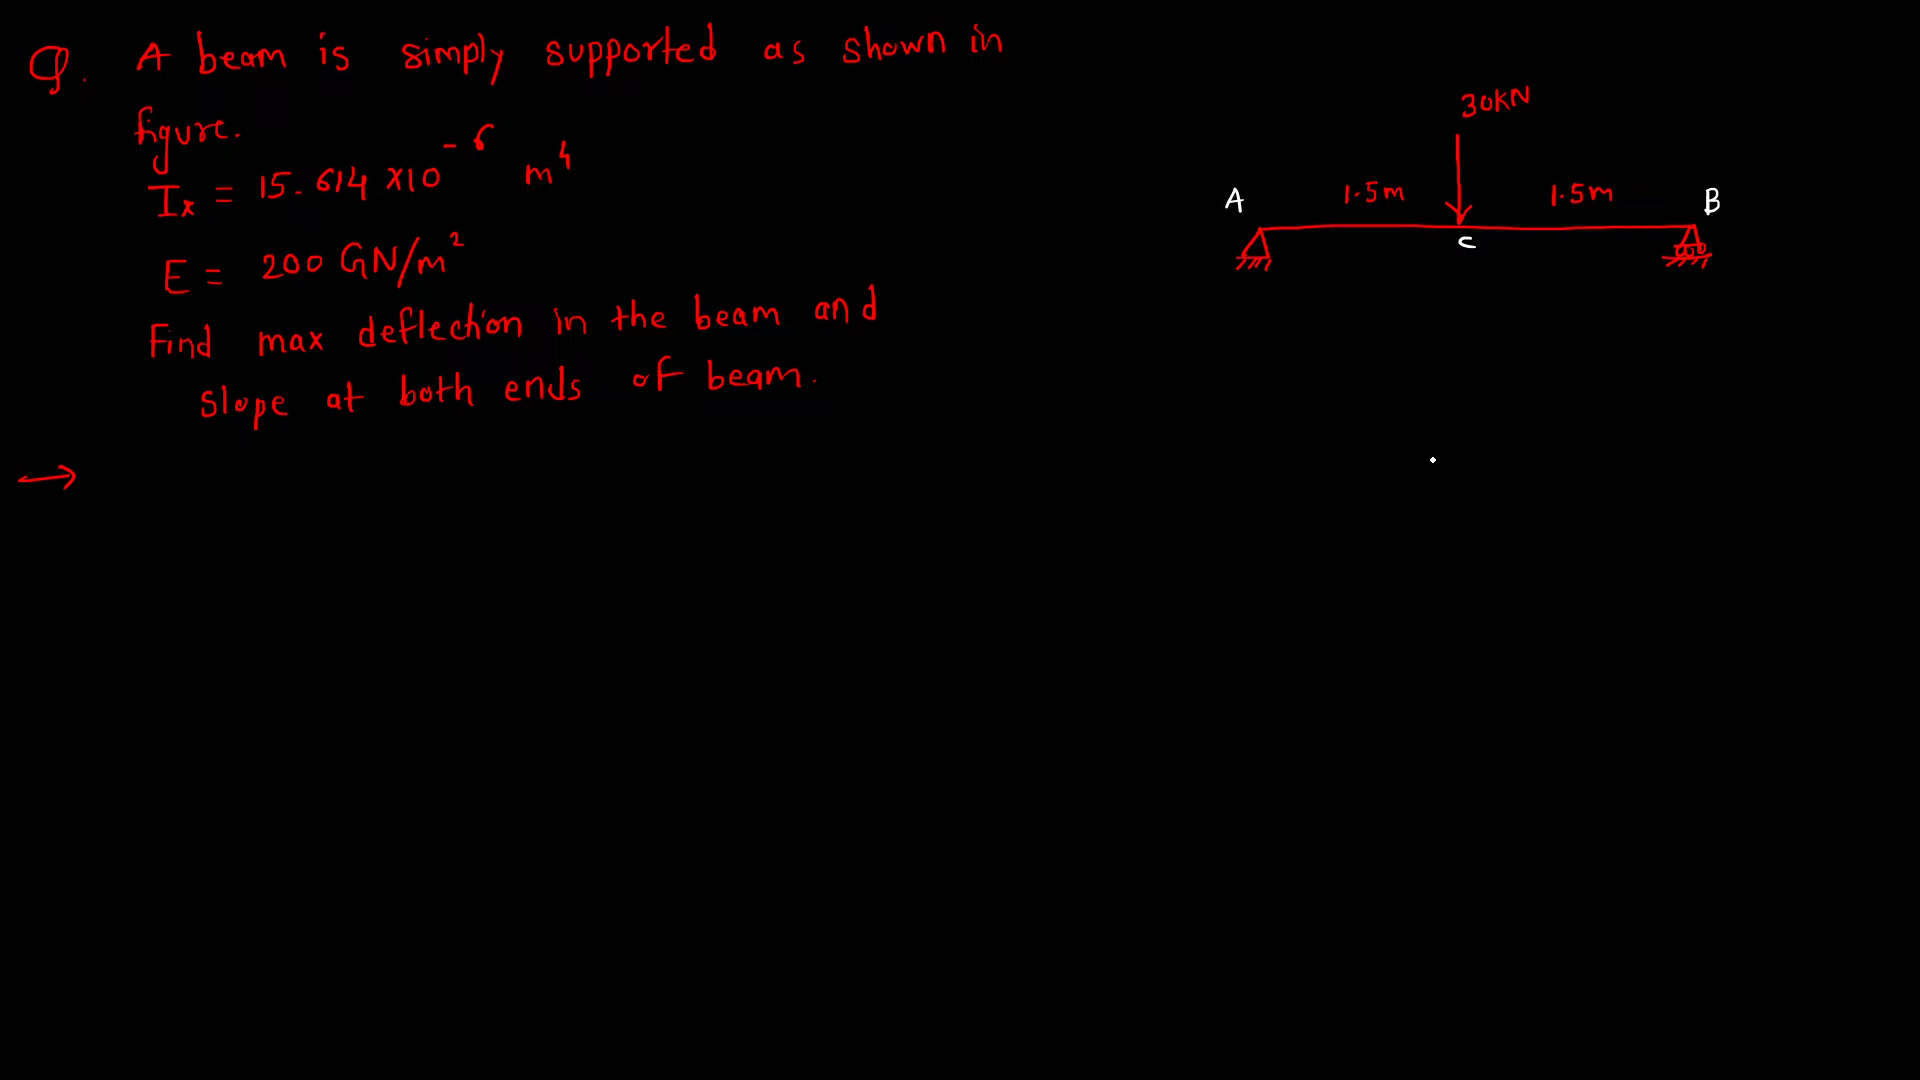 Q. A beam is simply supported as shown in
figure.
Ix = 15.614 x10^-6 m^4
E = 200 GN/m^2
Find max deflection in the beam and
slope at both ends of beam.
→
30KN
A 1.5m 1.5m B
C